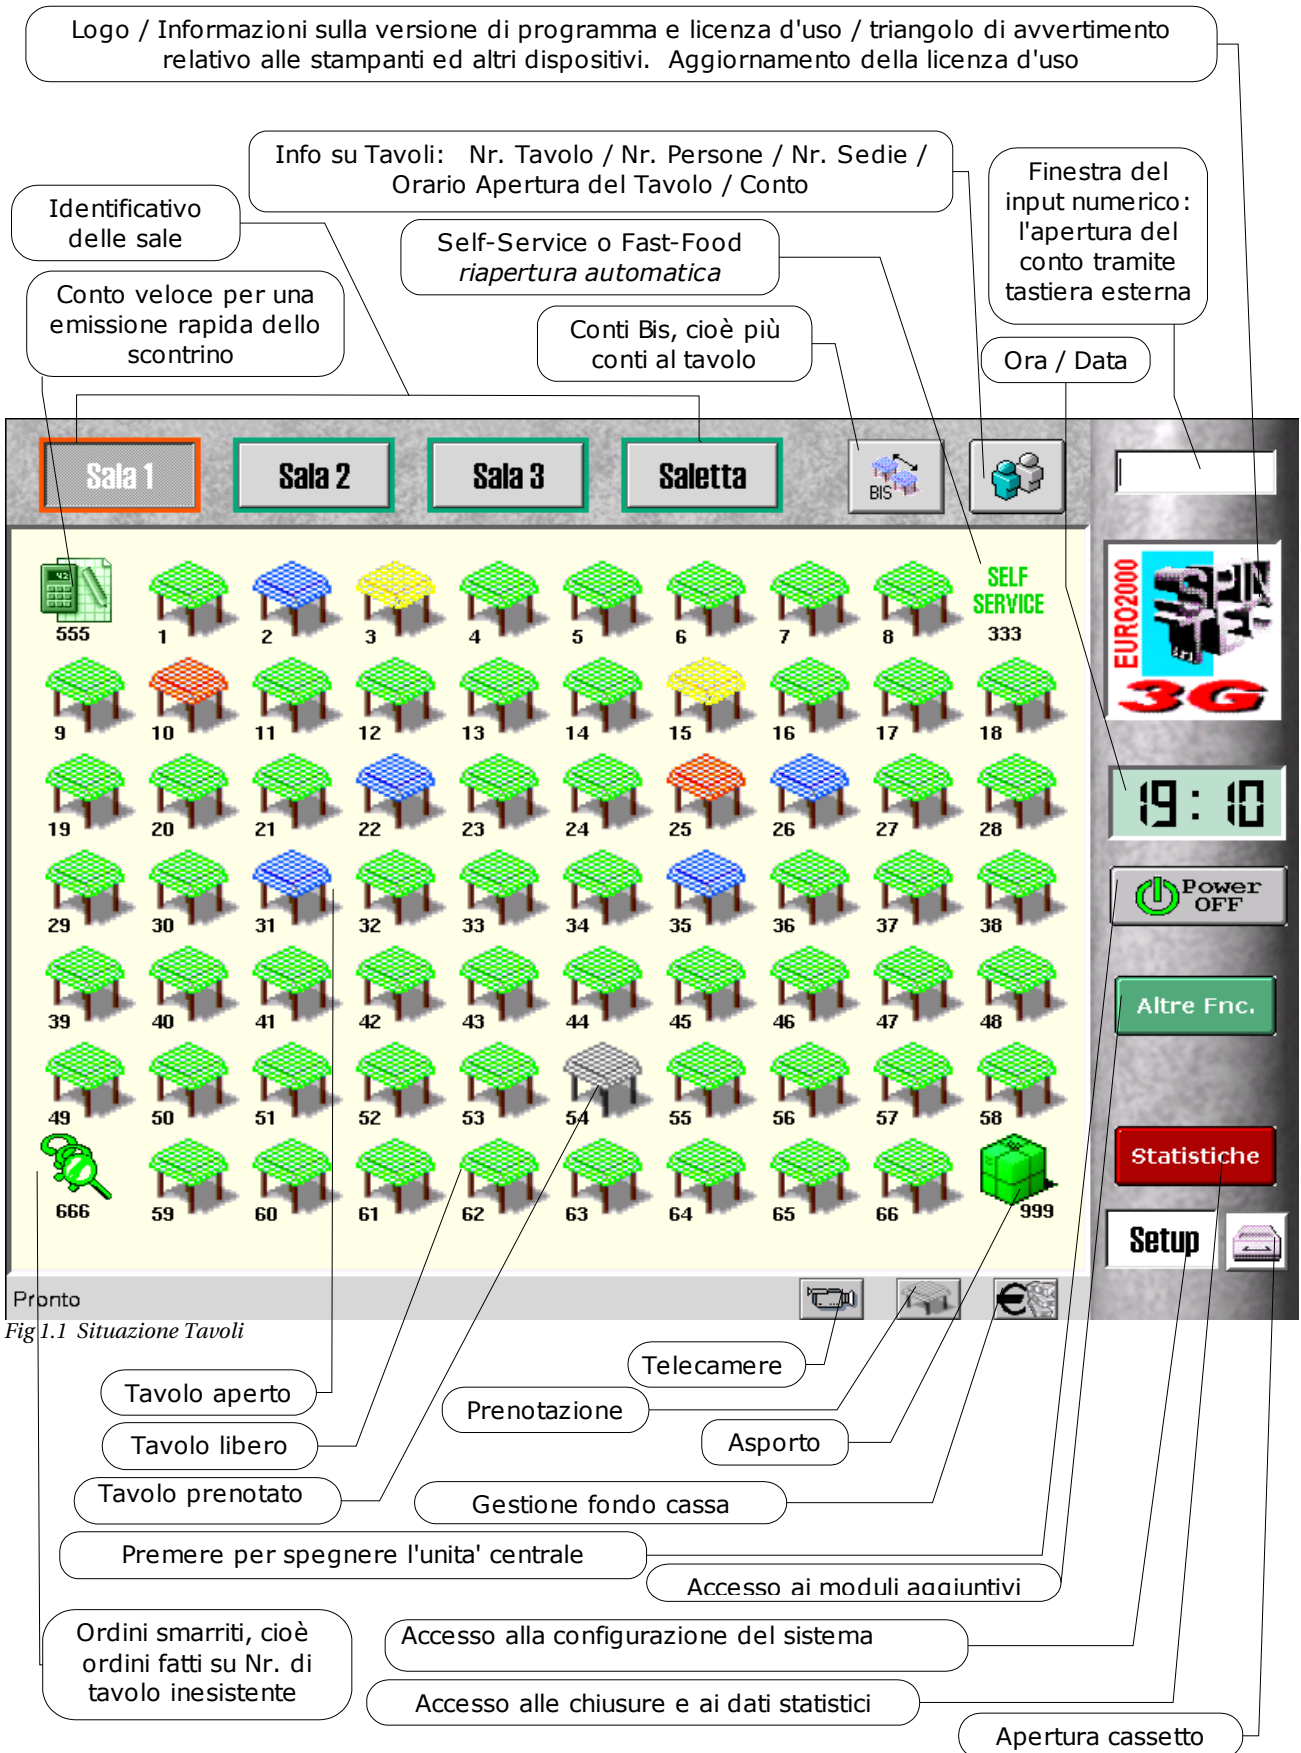 Logo / Informazioni sulla versione di programma e licenza d'uso / triangolo di avvertimento
relativo alle stampanti ed altri dispositivi.  Aggiornamento della licenza d'uso
Info su Tavoli:   Nr. Tavolo / Nr. Persone / Nr. Sedie /
Orario Apertura del Tavolo / Conto
Finestra del
input numerico:
l'apertura del
conto tramite
tastiera esterna
Identificativo
delle sale
Self-Service o Fast-Food
riapertura automatica
Conto veloce per una
emissione rapida dello
scontrino
Conti Bis, cioè più
conti al tavolo
Ora / Data
Sala 1
Sala 2
Sala 3
Saletta
BIS
SELF
SERVICE
555
1
2
3
4
5
6
7
8
333
9
10
11
12
13
14
15
16
17
18
19
20
21
22
23
24
25
26
27
28
29
30
31
32
33
34
35
36
37
38
39
40
41
42
43
44
45
46
47
48
49
50
51
52
53
54
55
56
57
58
666
59
60
61
62
63
64
65
66
999
EURO2000
SPIN
3G
19:10
Power
OFF
Altre Fnc.
Statistiche
Setup
Pronto
Fig 1.1  Situazione Tavoli
Telecamere
Tavolo aperto
Prenotazione
Tavolo libero
Asporto
Tavolo prenotato
Gestione fondo cassa
Premere per spegnere l'unita' centrale
Accesso ai moduli aggiuntivi
Ordini smarriti, cioè
ordini fatti su Nr. di
tavolo inesistente
Accesso alla configurazione del sistema
Accesso alle chiusure e ai dati statistici
Apertura cassetto